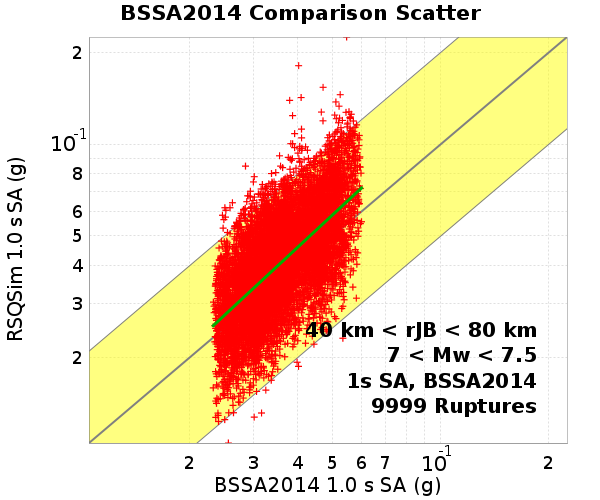 BSSA2014 Comparison Scatter
RSQSim 1.0 s SA (g)
2
10^-1
8
6
5
4
3
2
40 km < rJB < 80 km
7 < Mw < 7.5
1s SA, BSSA2014
9999 Ruptures
2 3 4 5 6 7 10^-1 2
BSSA2014 1.0 s SA (g)